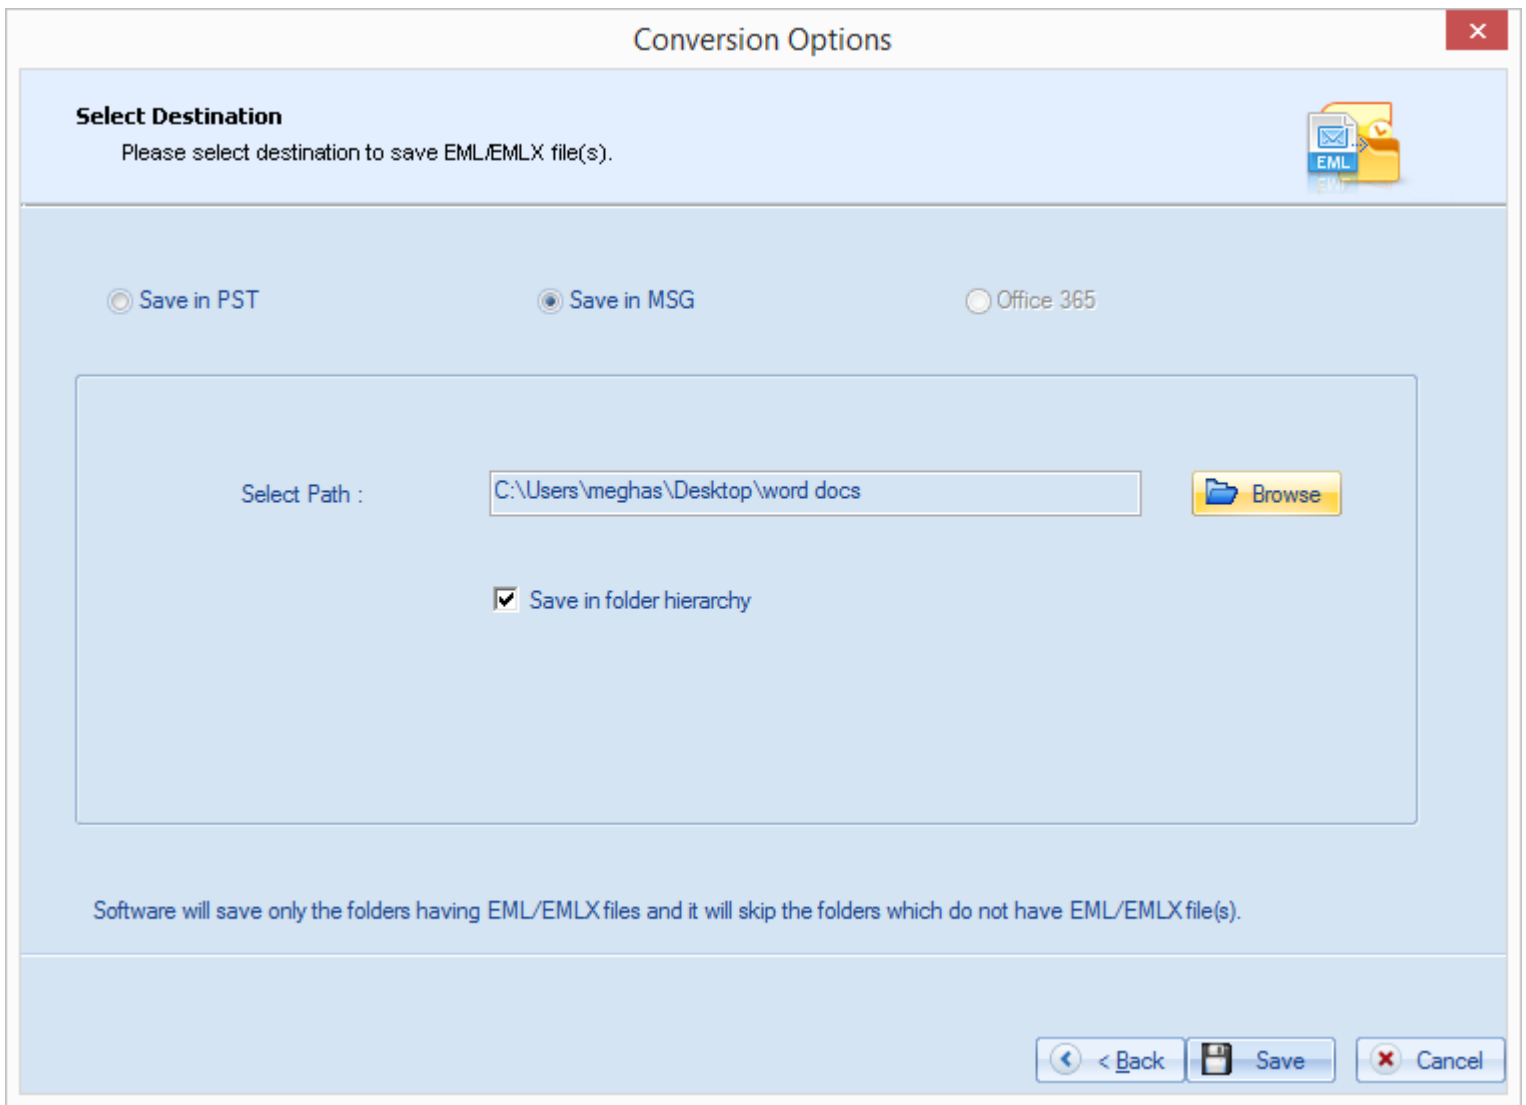 Conversion Options
Select Destination
Please select destination to save EML/EMLX file(s).
EML
Save in PST
Save in MSG
Office 365
Select Path :
C:\Users\meghas\Desktop\word docs
Browse
Save in folder hierarchy
Software will save only the folders having EML/EMLX files and it will skip the folders which do not have EML/EMLX file(s).
< Back
Save
Cancel